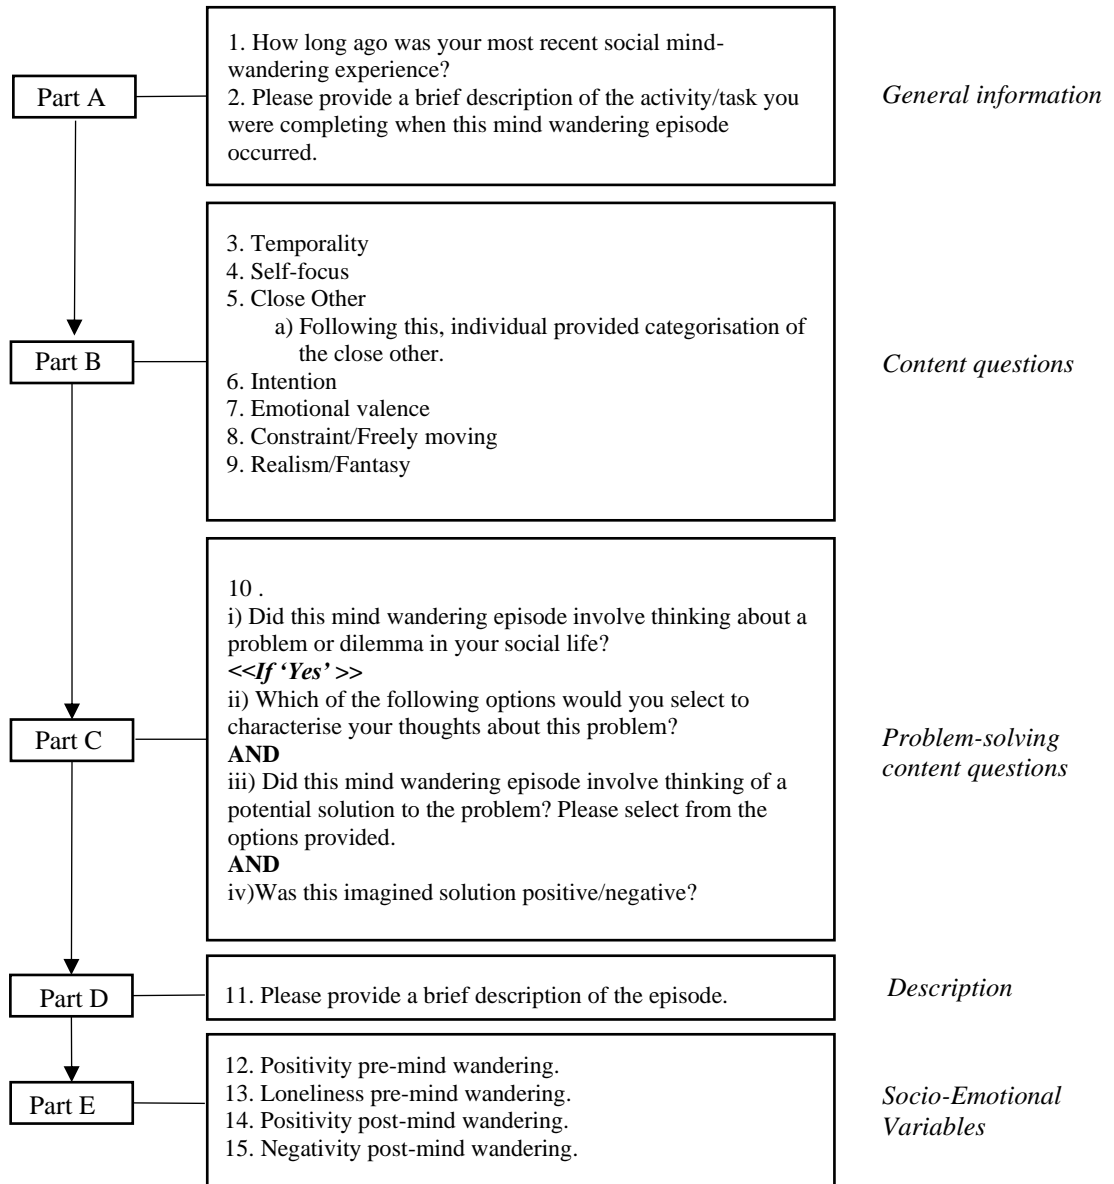 Part A
1. How long ago was your most recent social mind-
wandering experience?
2. Please provide a brief description of the activity/task you
were completing when this mind wandering episode
occurred.
General information
Part B
3. Temporality
4. Self-focus
5. Close Other
a) Following this, individual provided categorisation of
the close other.
6. Intention
7. Emotional valence
8. Constraint/Freely moving
9. Realism/Fantasy
Content questions
Part C
10 .
i) Did this mind wandering episode involve thinking about a
problem or dilemma in your social life?
<<If ‘Yes’ >>
ii) Which of the following options would you select to
characterise your thoughts about this problem?
AND
iii) Did this mind wandering episode involve thinking of a
potential solution to the problem? Please select from the
options provided.
AND
iv)Was this imagined solution positive/negative?
Problem-solving
content questions
Part D
11. Please provide a brief description of the episode.
Description
Part E
12. Positivity pre-mind wandering.
13. Loneliness pre-mind wandering.
14. Positivity post-mind wandering.
15. Negativity post-mind wandering.
Socio-Emotional
Variables